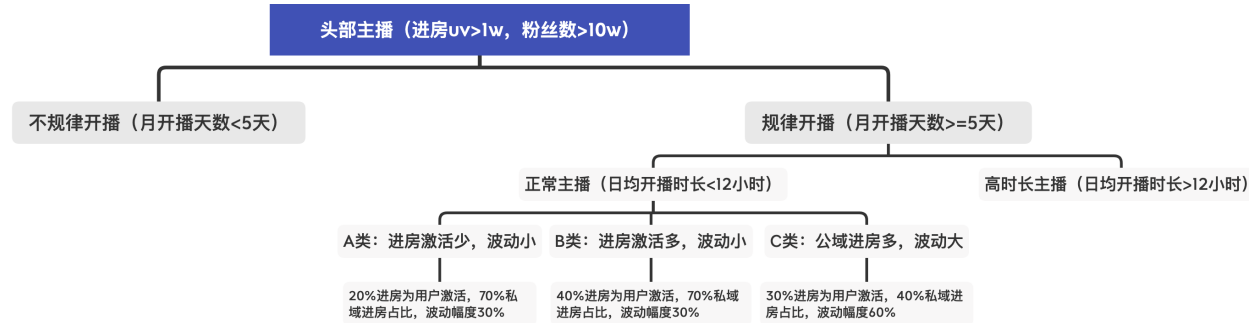 头部主播（进房uv>1w，粉丝数>10w）
不规律开播（月开播天数<5天）
规律开播（月开播天数>=5天）
正常主播（日均开播时长<12小时）
高时长主播（日均开播时长>12小时）
A类：进房激活少，波动小
B类：进房激活多，波动小
C类：公域进房多，波动大
20%进房为用户激活，70%私
域进房占比，波动幅度30%
40%进房为用户激活，70%私域
进房占比，波动幅度30%
30%进房为用户激活，40%私域进
房占比，波动幅度60%